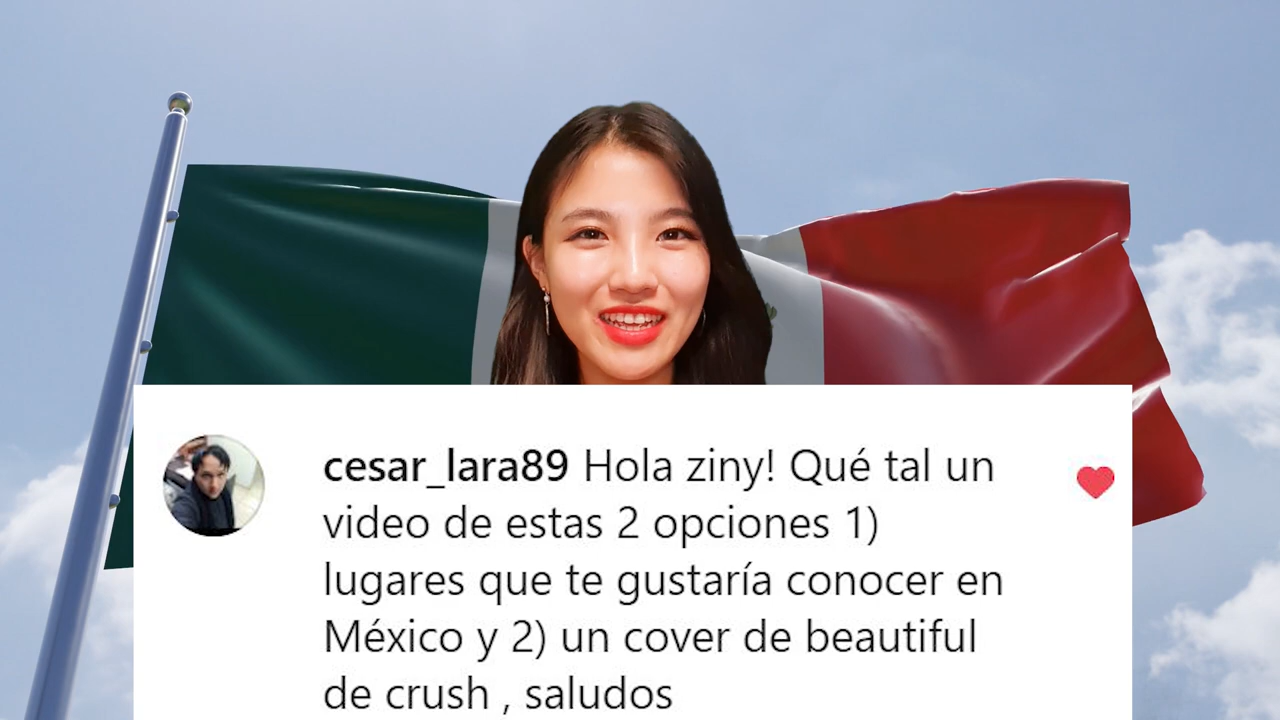 cesar_lara89 Hola ziny! Qué tal un
video de estas 2 opciones 1)
lugares que te gustaría conocer en
México y 2) un cover de beautiful
de crush , saludos